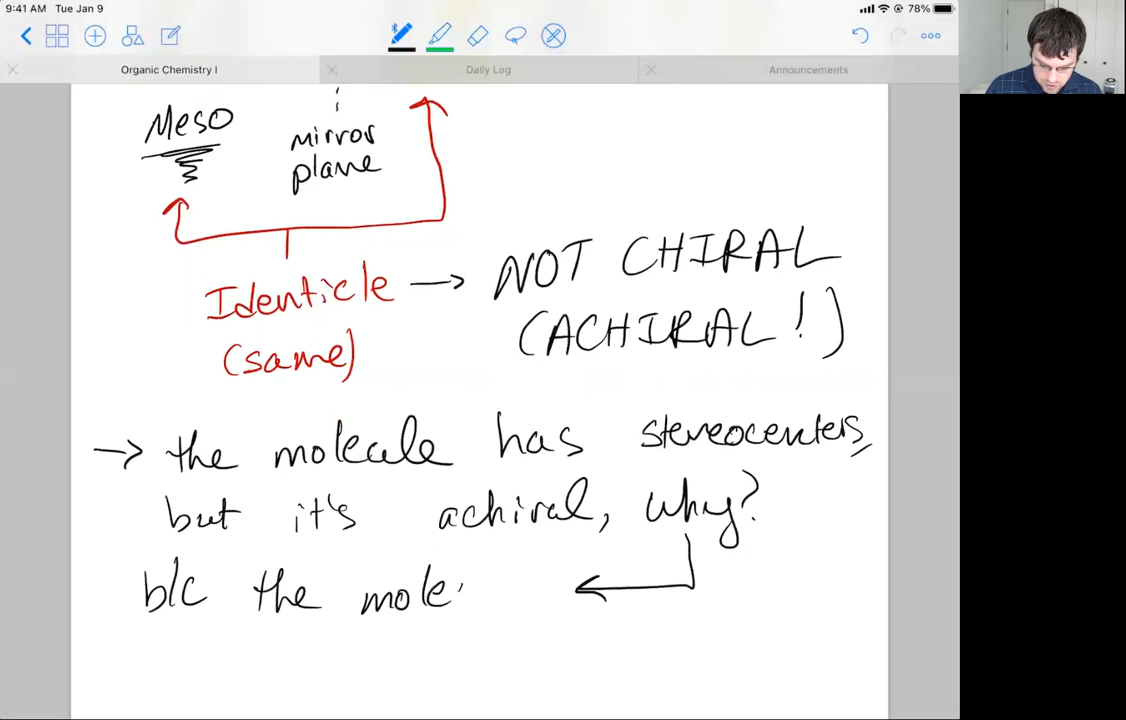 9:41 AM Tue Jan 9
78%
Organic Chemistry I
Daily Log
Announcements
Meso
mirror
plane
Identicle → NOT CHIRAL
(same)
(ACHIRAL!)
→ the molecule has stereocenters,
but it's achiral, why?
b/c the mole